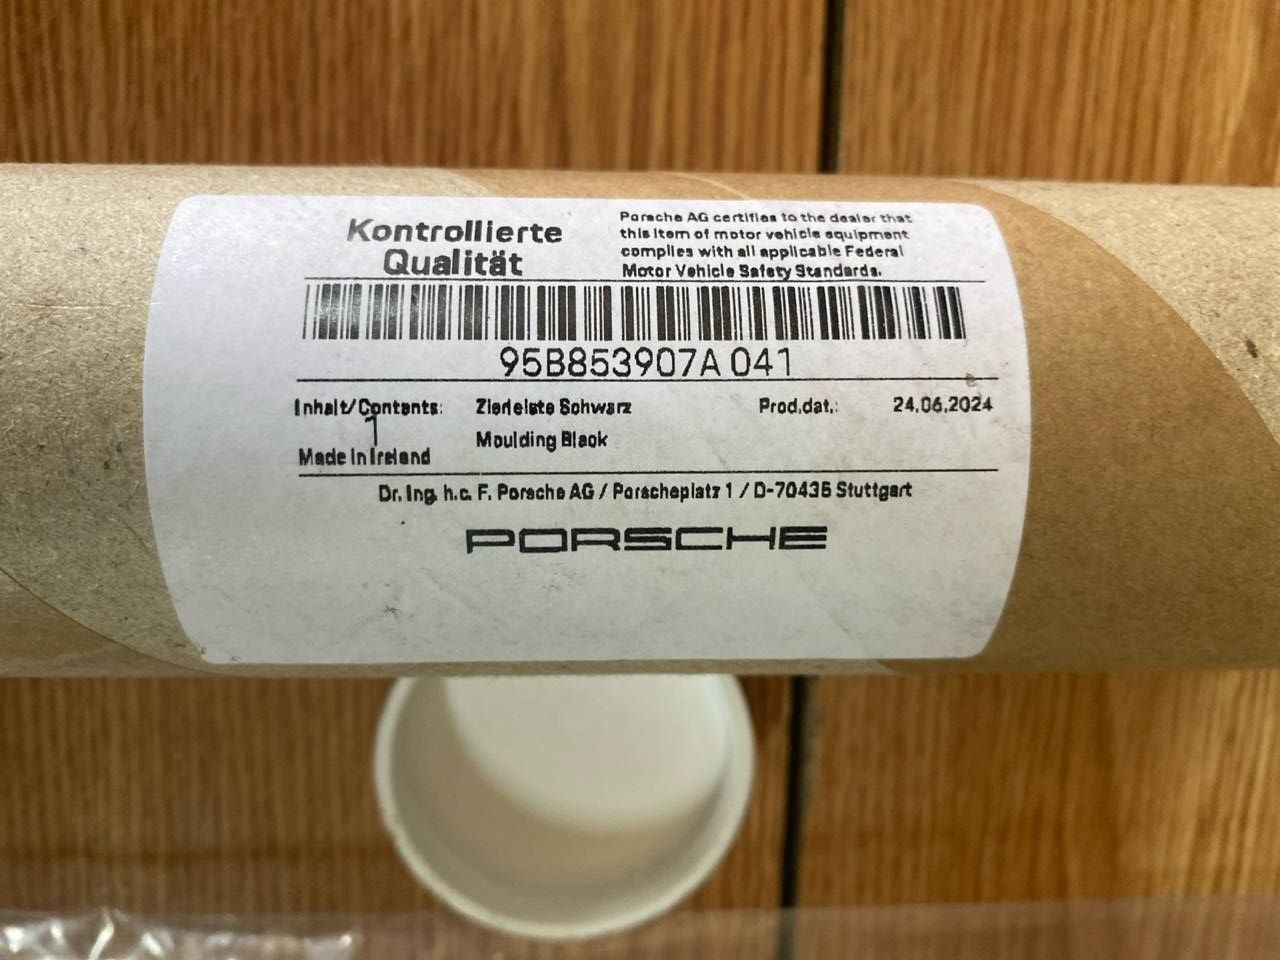 Kontrollierte
Qualität
Porsche AG certifies to the dealer that
this item of motor vehicle equipment
complies with all applicable Federal
Motor Vehicle Safety Standards.
95B853907A 041
Inhalt/Contents: Zierleiste Schwarz Prod.dat.: 24.06.2024
1 Moulding Black
Made in Ireland
Dr. Ing. h.c. F. Porsche AG / Porscheplatz 1 / D-70435 Stuttgart
PORSCHE